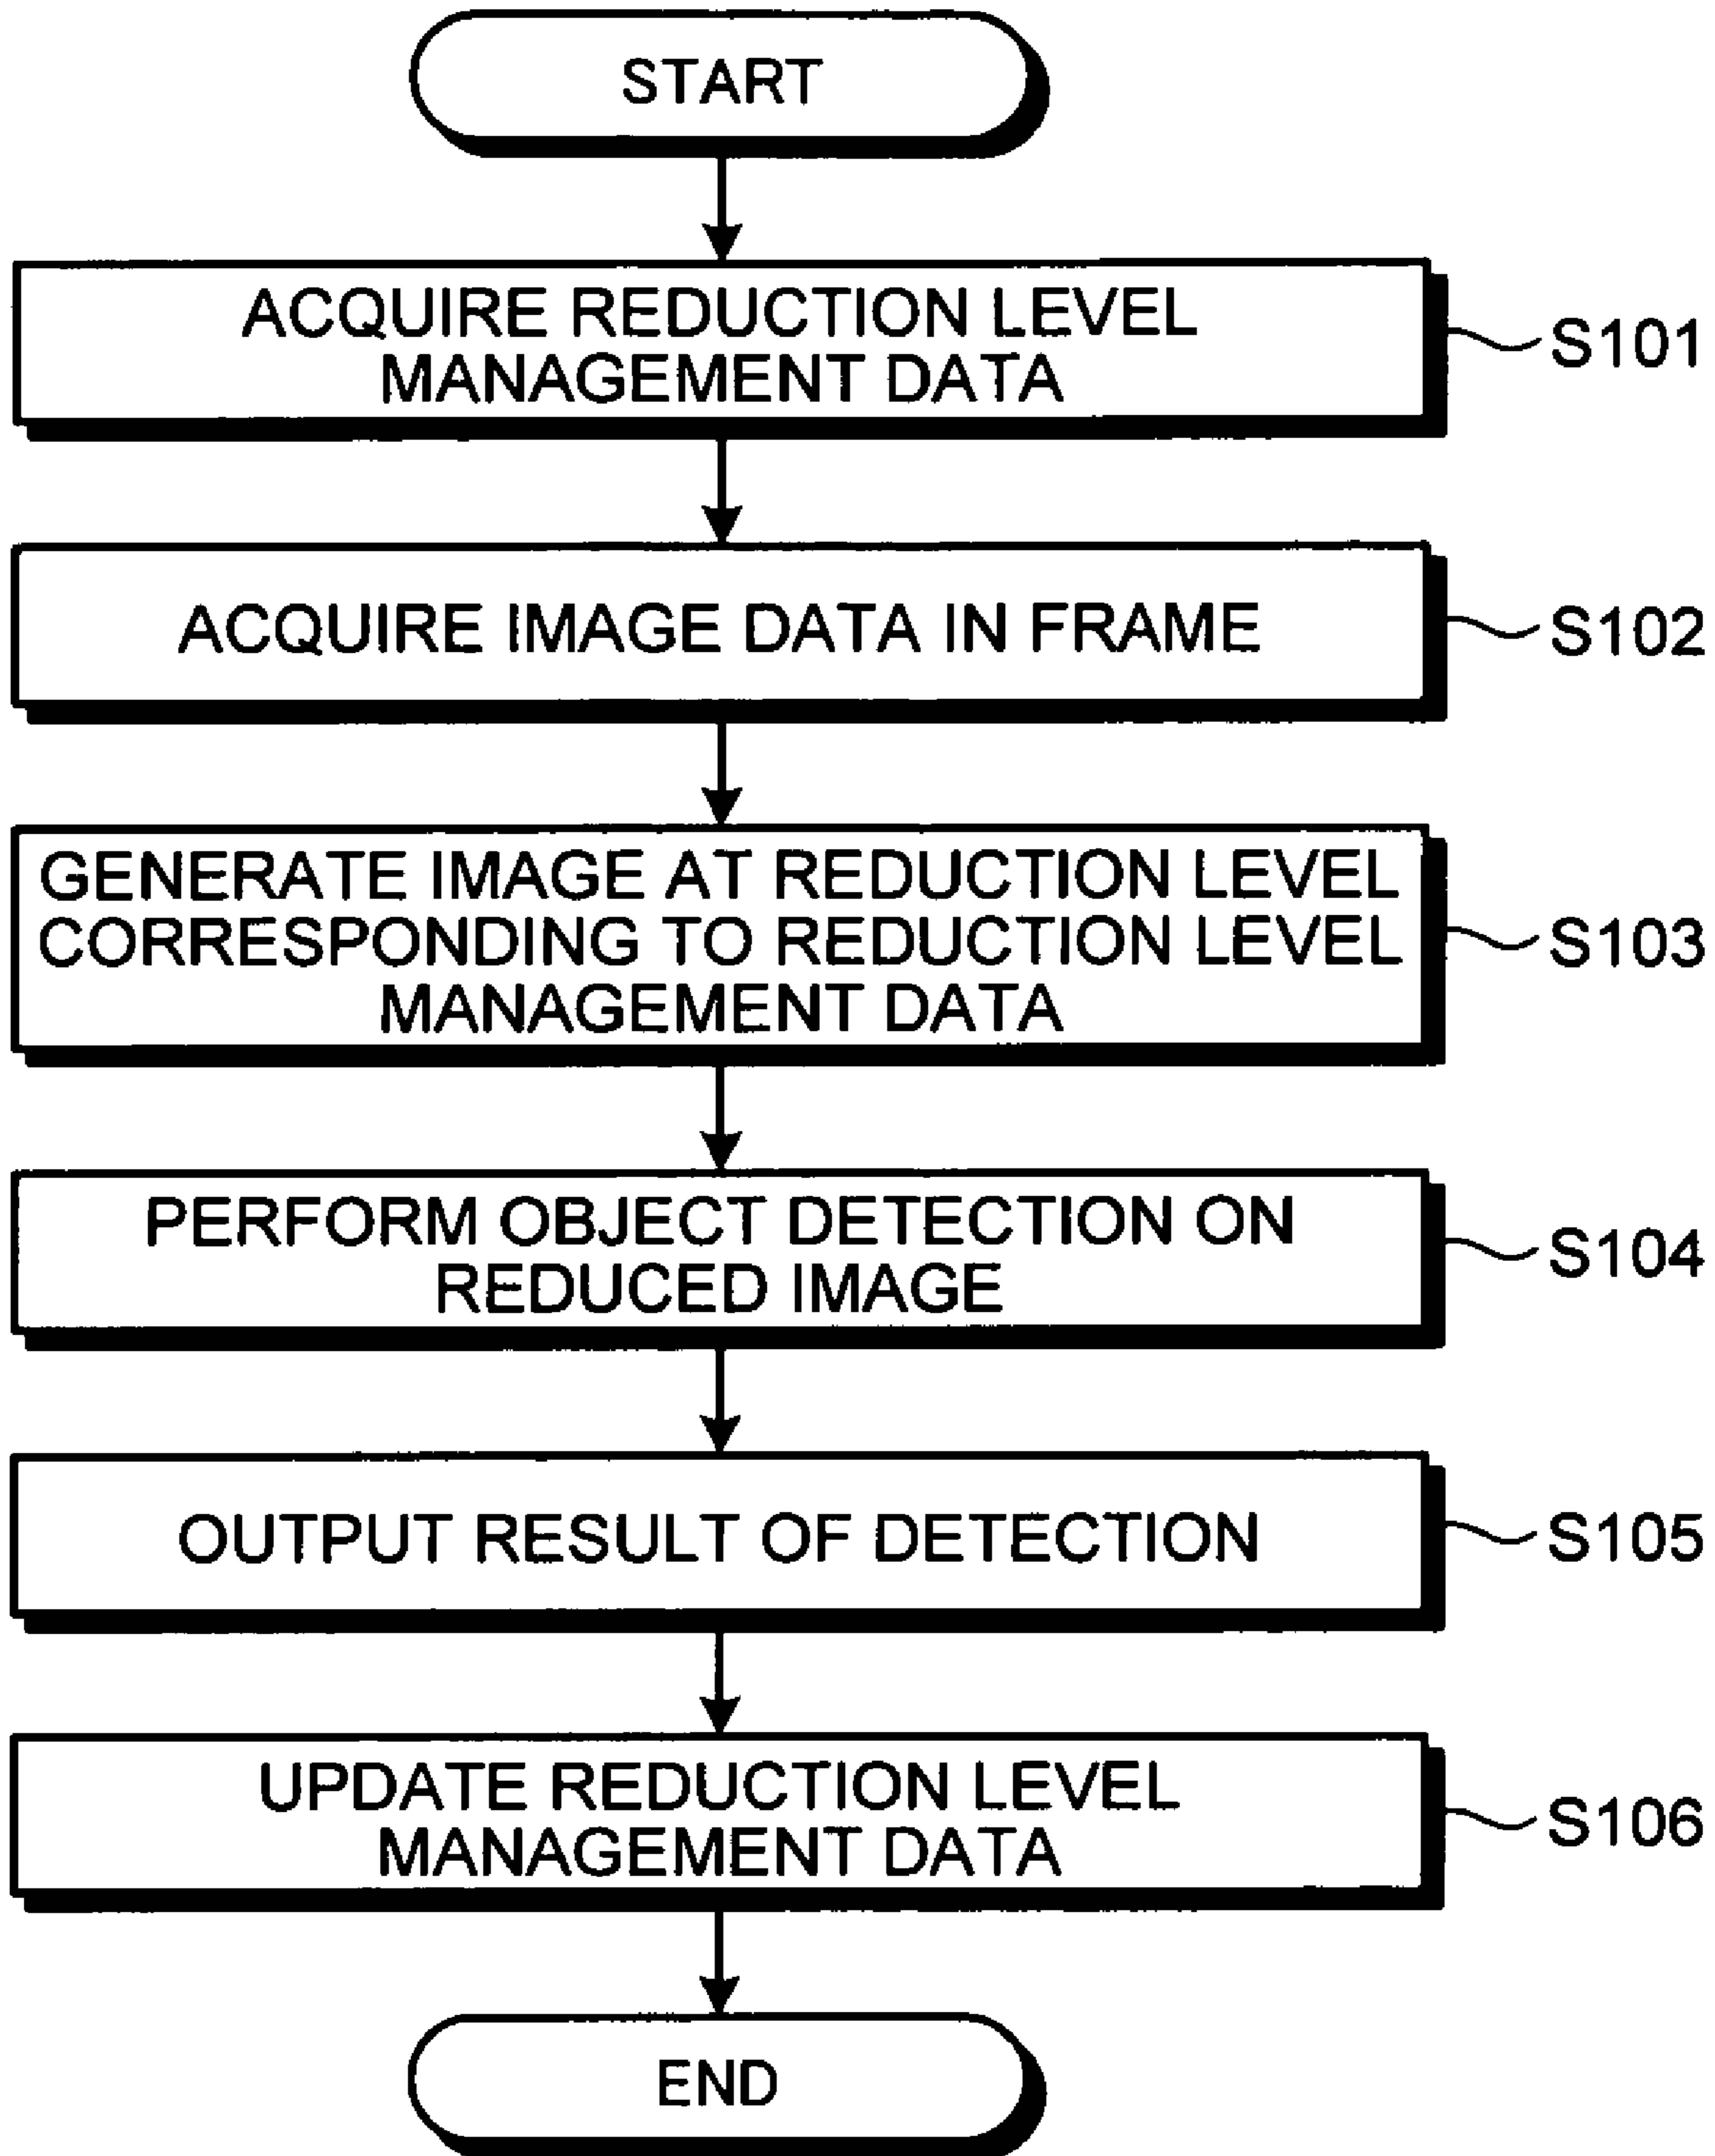 START
ACQUIRE REDUCTION LEVEL
MANAGEMENT DATA
S101
ACQUIRE IMAGE DATA IN FRAME
S102
GENERATE IMAGE AT REDUCTION LEVEL
CORRESPONDING TO REDUCTION LEVEL
MANAGEMENT DATA
S103
PERFORM OBJECT DETECTION ON
REDUCED IMAGE
S104
OUTPUT RESULT OF DETECTION
S105
UPDATE REDUCTION LEVEL
MANAGEMENT DATA
S106
END